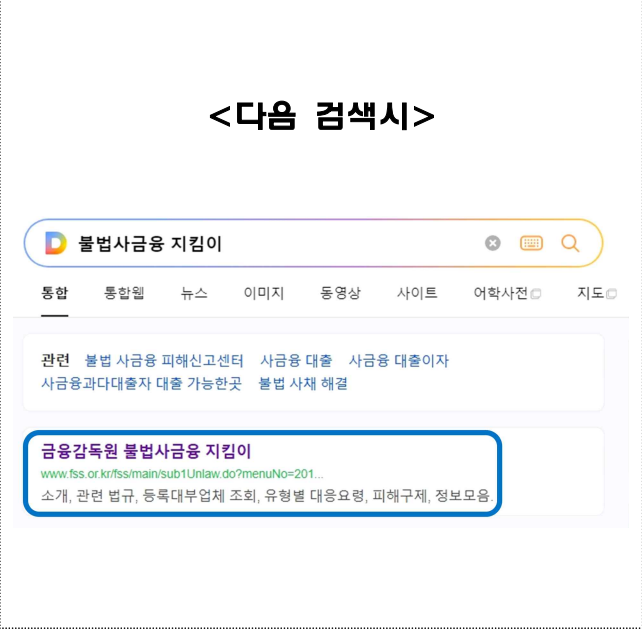 <다음 검색시>
D 불법사금융 지킴이
통합 통합웹 뉴스 이미지 동영상 사이트 어학사전 지도
관련 불법 사금융 피해신고센터 사금융 대출 사금융 대출이자
사금융과다대출자 대출 가능한곳 불법 사채 해결
금융감독원 불법사금융 지킴이
www.fss.or.kr/fss/main/sub1Unlaw.do?menuNo=201...
소개, 관련 법규, 등록대부업체 조회, 유형별 대응요령, 피해구제, 정보모음.